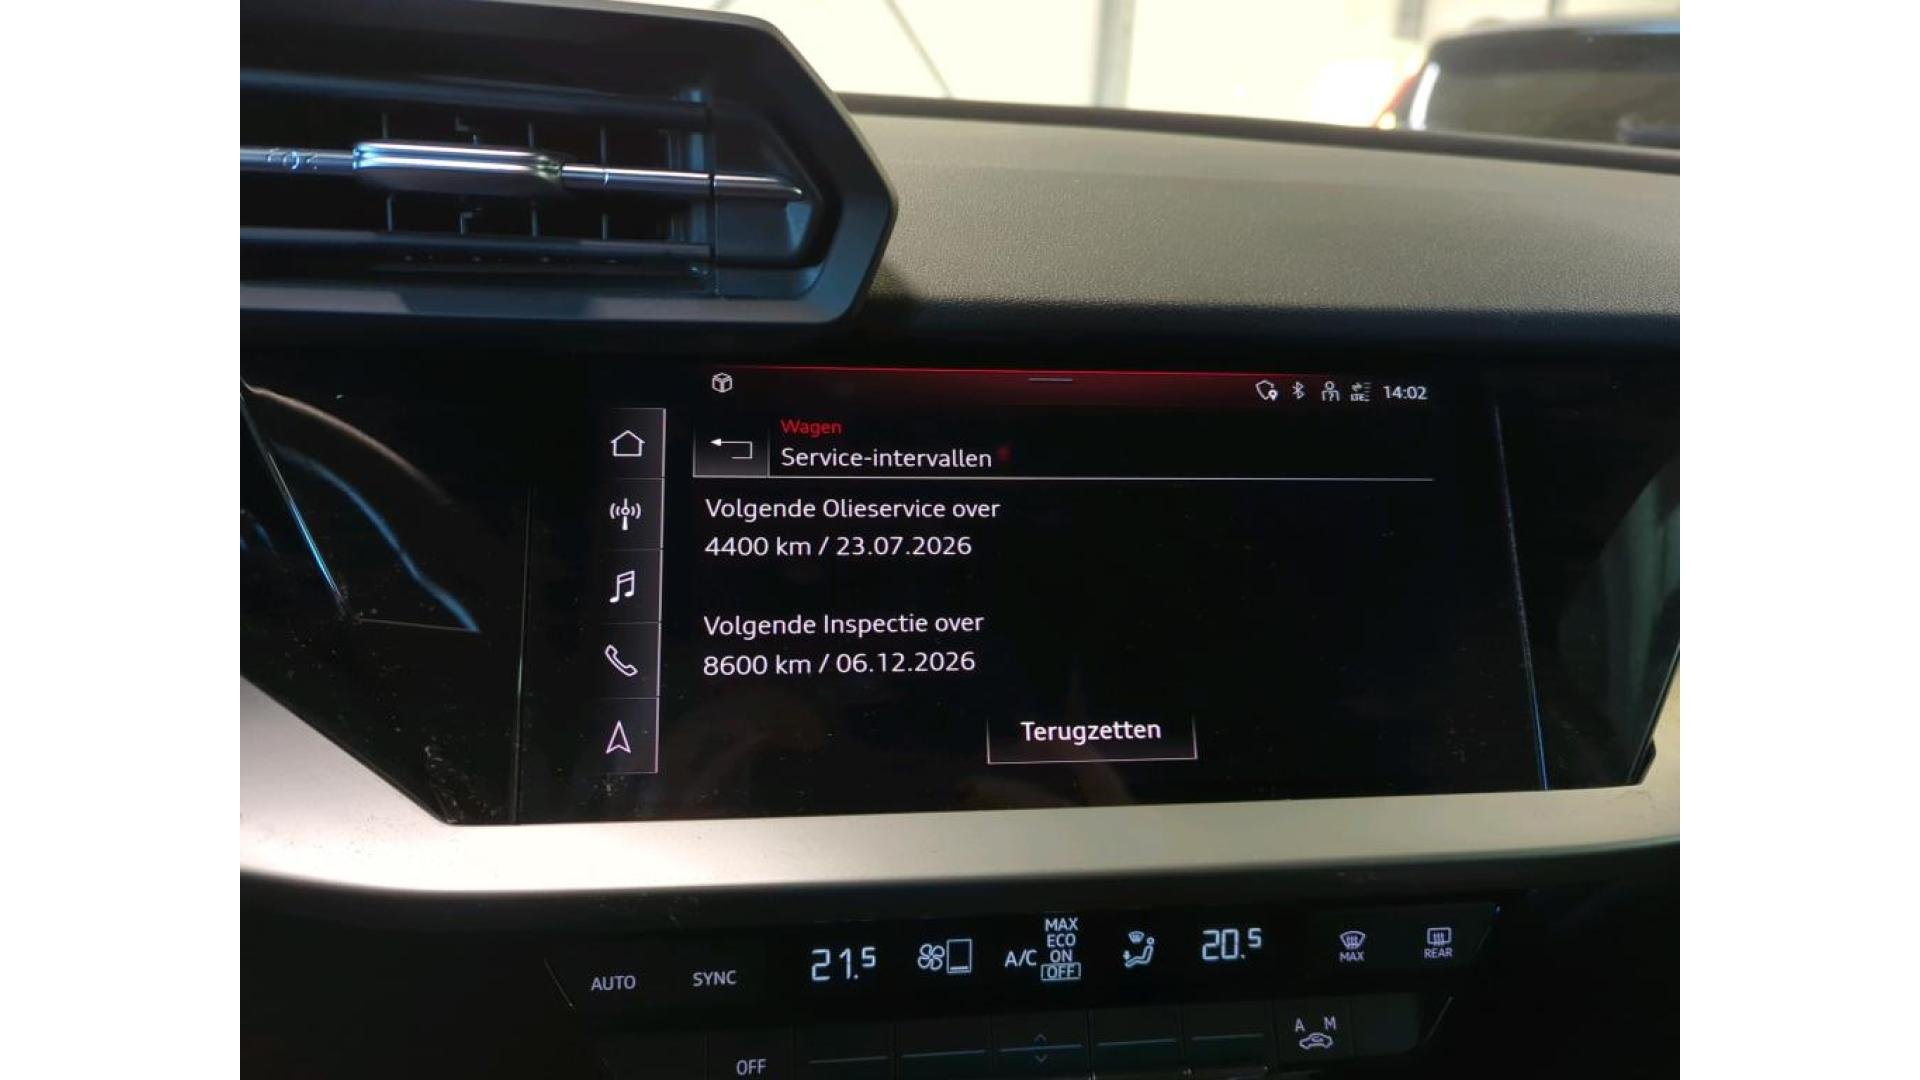 14:02
Wagen
Service-intervallen
Volgende Olieservice over
4400 km / 23.07.2026
Volgende Inspectie over
8600 km / 06.12.2026
Terugzetten
AUTO
SYNC
21.5
A/C
MAX
ECO
ON
OFF
20.5
MAX
REAR
A M
OFF